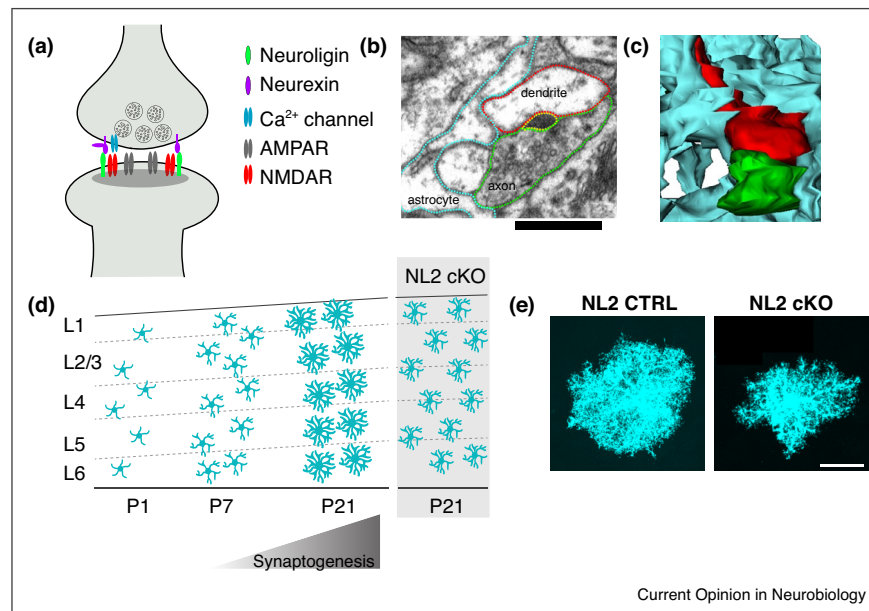 (a)
Neuroligin
Neurexin
Ca²⁺ channel
AMPAR
NMDAR
(b)
dendrite
axon
astrocyte
(c)
(d)
NL2 cKO
L1
L2/3
L4
L5
L6
P1 P7 P21 P21
Synaptogenesis
(e)
NL2 CTRL NL2 cKO
Current Opinion in Neurobiology